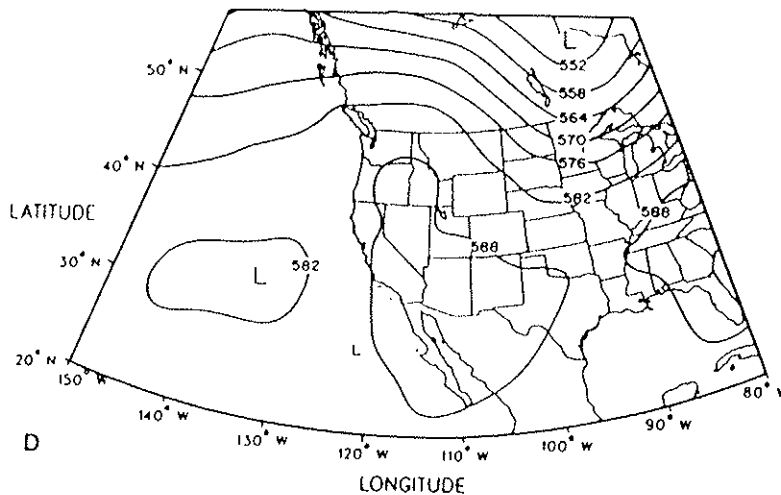 L
552
50° N
558
564
570
40° N
576
582
LATITUDE
588
588
30° N
582
L
20° N
L
150° W
80°
140° W
90° W
130° W
100° W
D
120° W
110° W
LONGITUDE